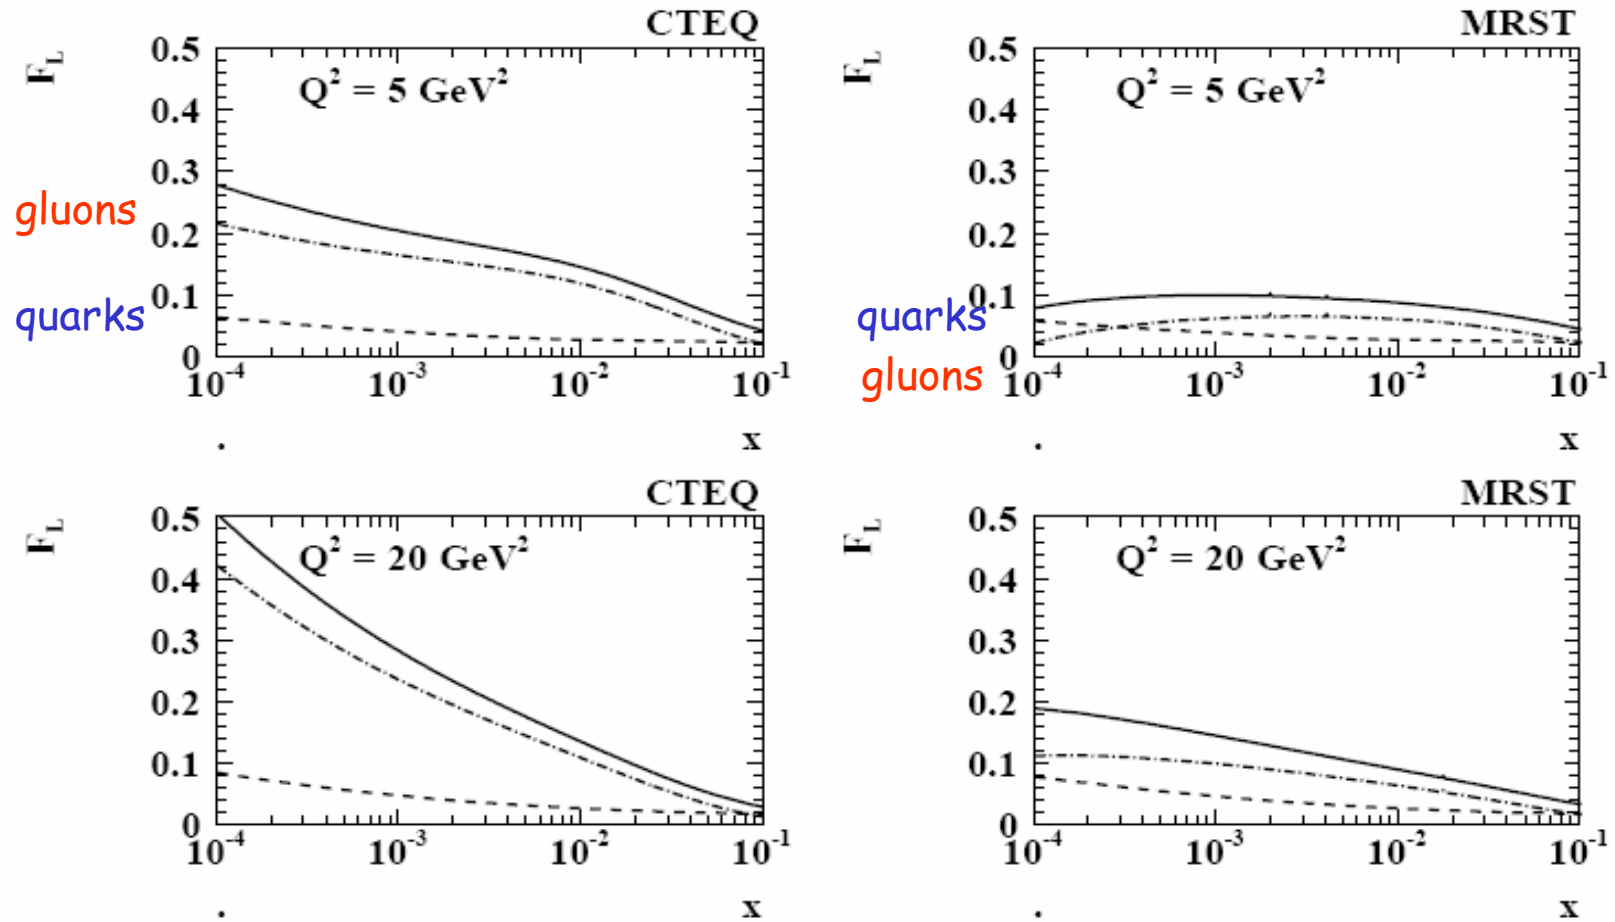 CTEQ
F_L
0.5
0.4
0.3
0.2
0.1
0
Q² = 5 GeV²
gluons
quarks
10⁻⁴ 10⁻³ 10⁻² 10⁻¹
. x
MRST
F_L
0.5
0.4
0.3
0.2
0.1
0
Q² = 5 GeV²
quarks
gluons
10⁻⁴ 10⁻³ 10⁻² 10⁻¹
. x
CTEQ
F_L
0.5
0.4
0.3
0.2
0.1
0
Q² = 20 GeV²
10⁻⁴ 10⁻³ 10⁻² 10⁻¹
. x
MRST
F_L
0.5
0.4
0.3
0.2
0.1
0
Q² = 20 GeV²
10⁻⁴ 10⁻³ 10⁻² 10⁻¹
. x